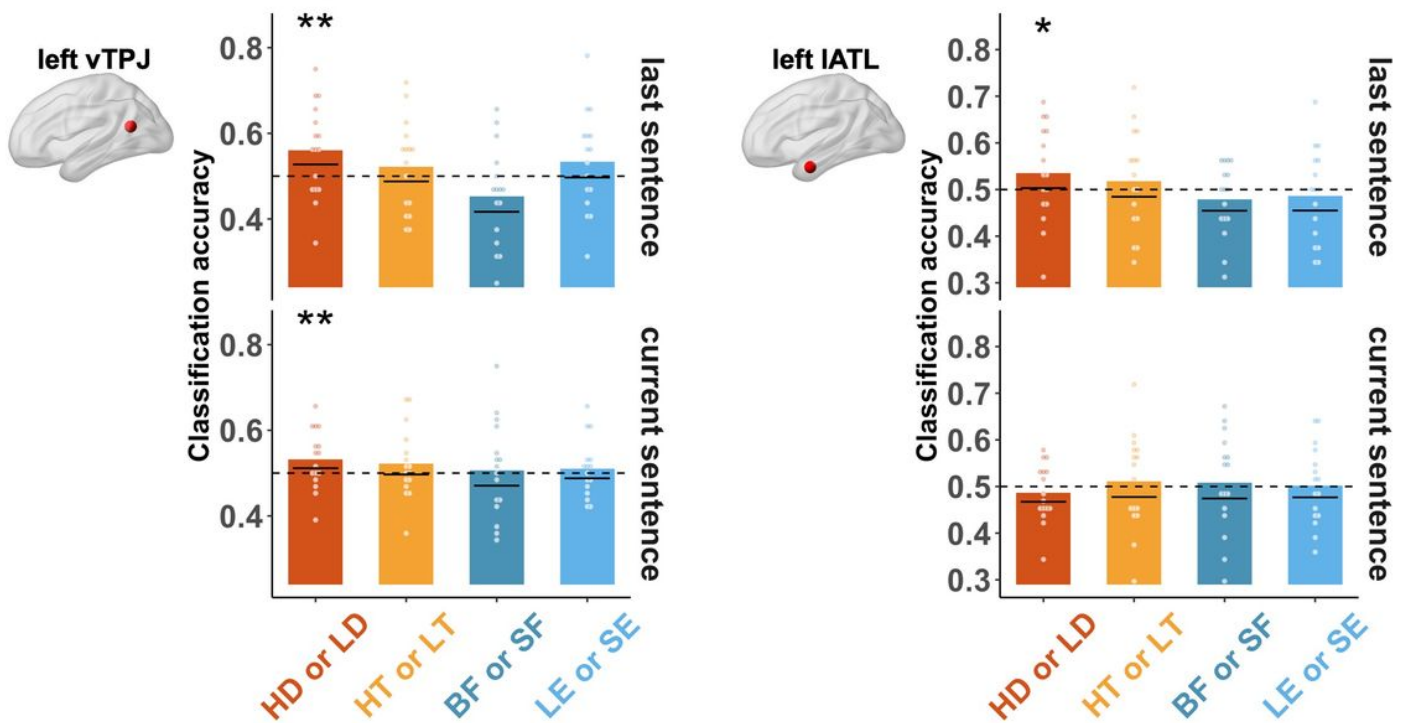 left vTPJ
**
0.8
0.6
0.4
last sentence
Classification accuracy
**
0.8
0.6
0.4
current sentence
HD or LD
HT or LT
BF or SF
LE or SE
left lATL
*
0.8
0.7
0.6
0.5
0.4
0.3
last sentence
Classification accuracy
0.8
0.7
0.6
0.5
0.4
0.3
current sentence
HD or LD
HT or LT
BF or SF
LE or SE